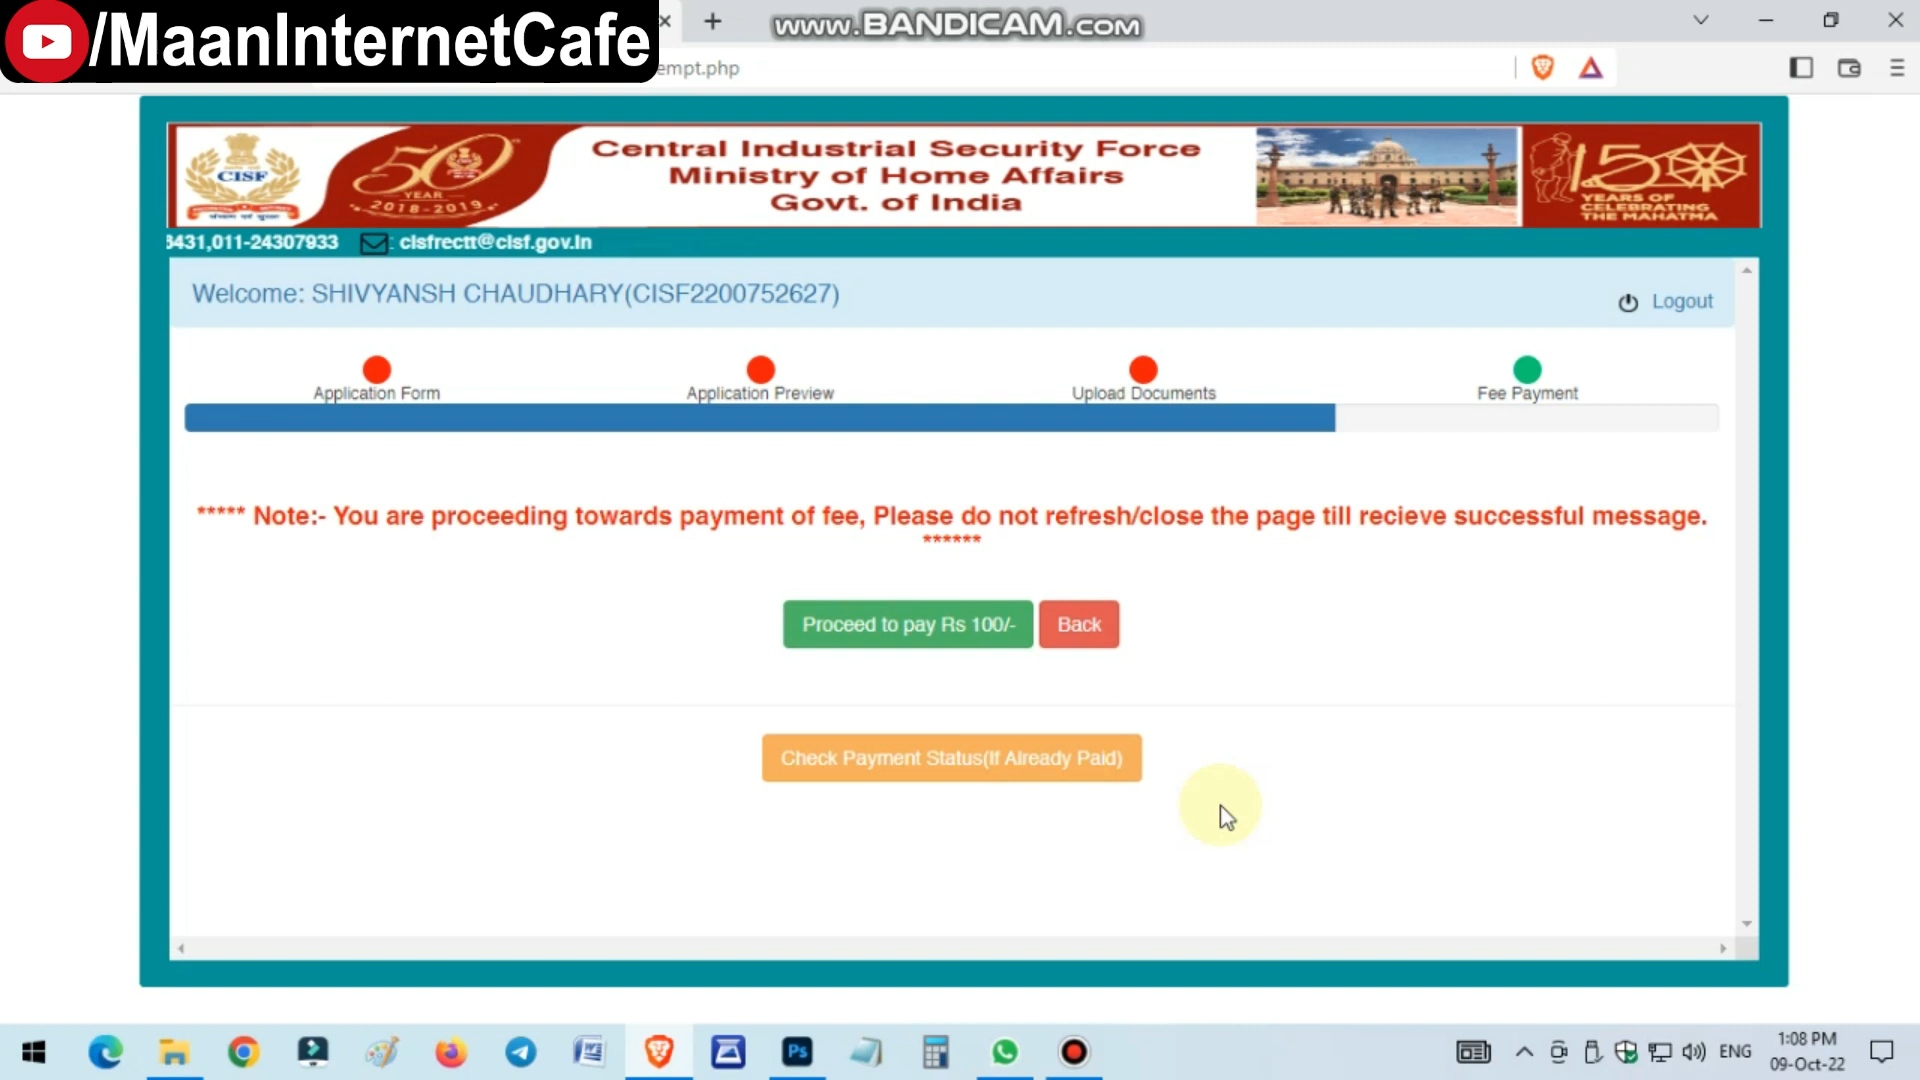 /MaanInternetCafe
www.BANDICAM.com
empt.php
CISF
50
YEAR
2018-2019
Central Industrial Security Force
Ministry of Home Affairs
Govt. of India
150
YEARS OF
CELEBRATING
THE MAHATMA
3431,011-24307933 : cisfrectt@cisf.gov.in
Welcome: SHIVYANSH CHAUDHARY(CISF2200752627)
Logout
Application Form
Application Preview
Upload Documents
Fee Payment
***** Note:- You are proceeding towards payment of fee, Please do not refresh/close the page till recieve successful message.
******
Proceed to pay Rs 100/-
Back
Check Payment Status(If Already Paid)
Ps
ENG
1:08 PM
09-Oct-22